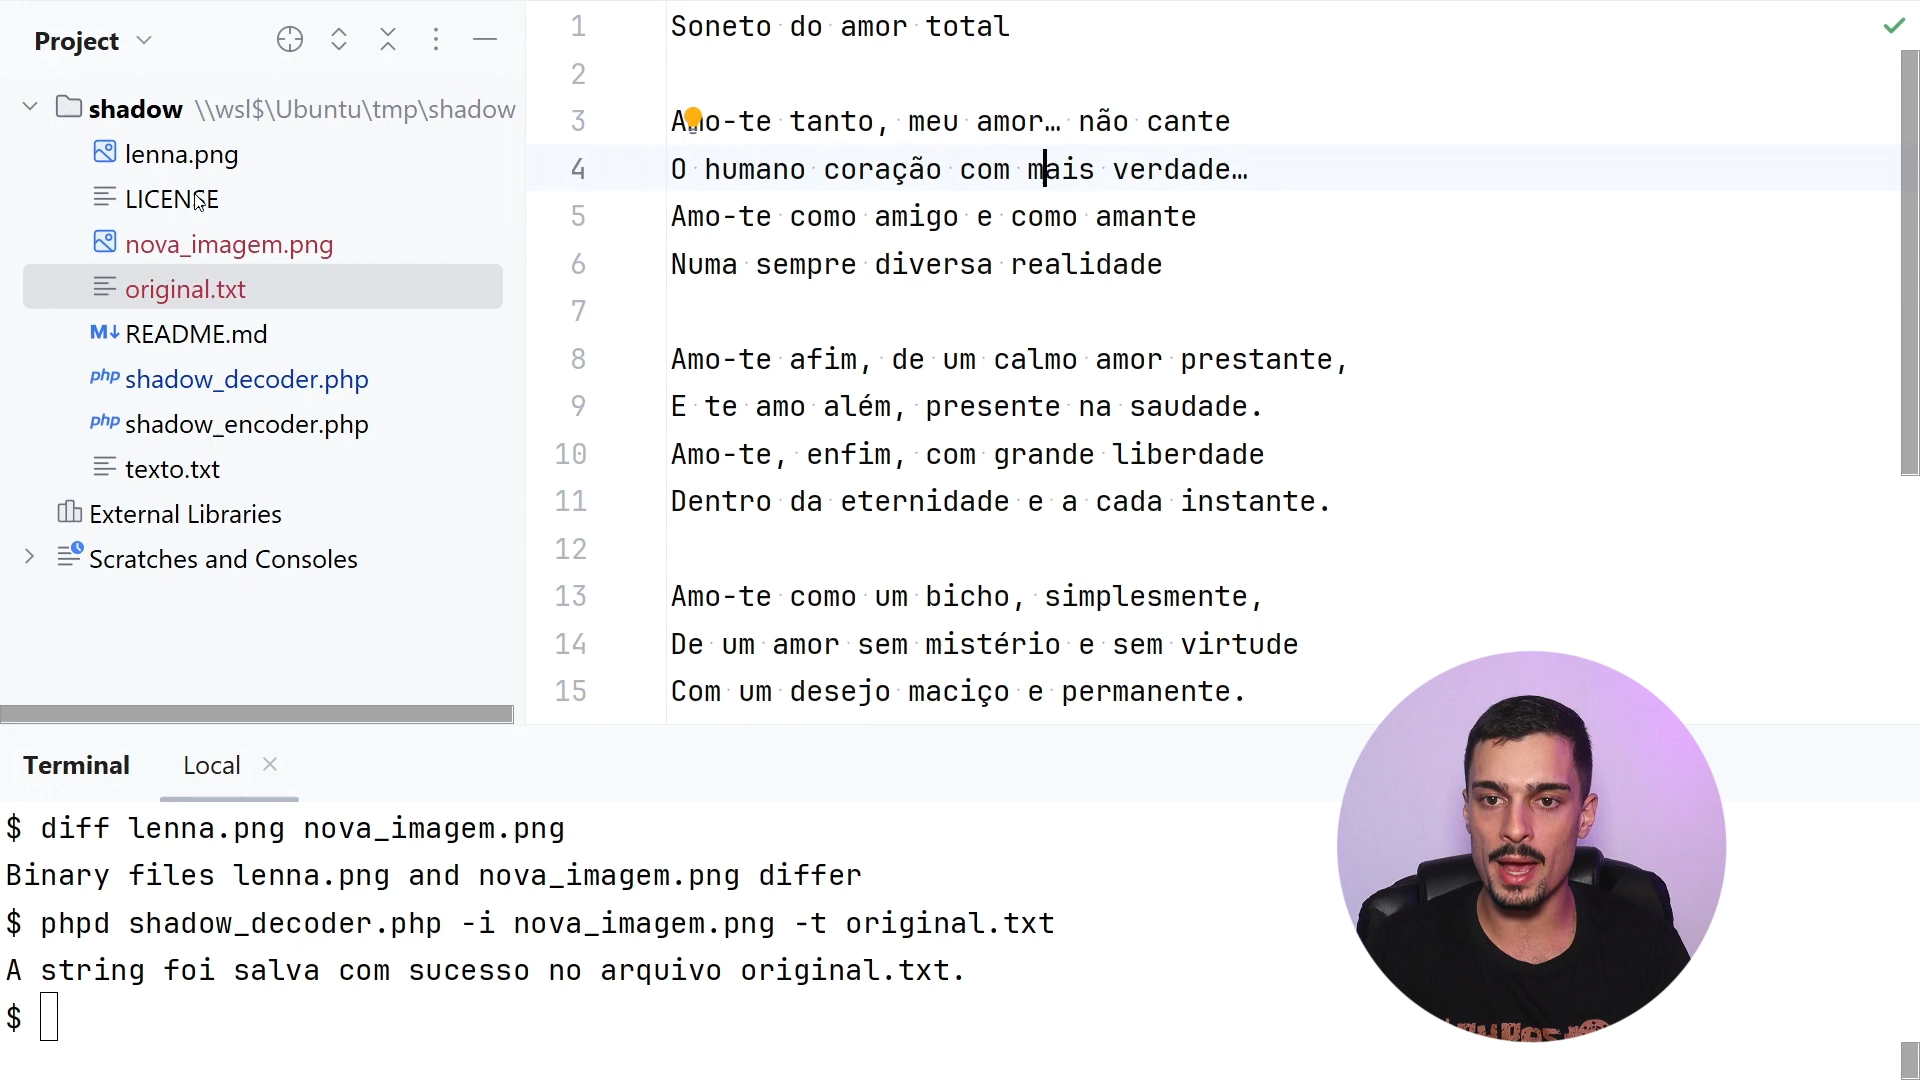 Project
shadow \\wsl$\Ubuntu\tmp\shadow
lenna.png
LICENSE
nova_imagem.png
original.txt
M↓ README.md
php shadow_decoder.php
php shadow_encoder.php
texto.txt
External Libraries
Scratches and Consoles
1 Soneto do amor total
2
3 Amo-te tanto, meu amor… não cante
4 O humano coração com mais verdade…
5 Amo-te como amigo e como amante
6 Numa sempre diversa realidade
7
8 Amo-te afim, de um calmo amor prestante,
9 E te amo além, presente na saudade.
10 Amo-te, enfim, com grande liberdade
11 Dentro da eternidade e a cada instante.
12
13 Amo-te como um bicho, simplesmente,
14 De um amor sem mistério e sem virtude
15 Com um desejo maciço e permanente.
Terminal Local
$ diff lenna.png nova_imagem.png
Binary files lenna.png and nova_imagem.png differ
$ phpd shadow_decoder.php -i nova_imagem.png -t original.txt
A string foi salva com sucesso no arquivo original.txt.
$